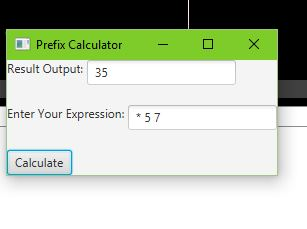 Prefix Calculator
Result Output: 35
Enter Your Expression: * 5 7
Calculate